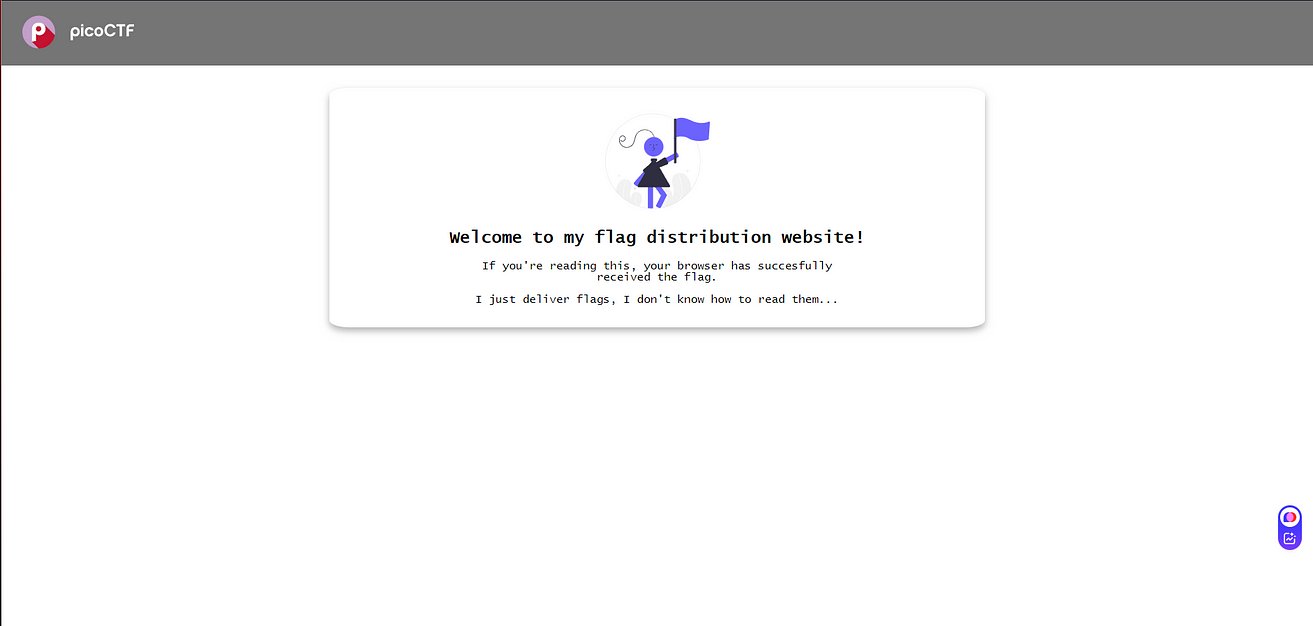 picoCTF
Welcome to my flag distribution website!
If you're reading this, your browser has succesfully
received the flag.
I just deliver flags, I don't know how to read them...